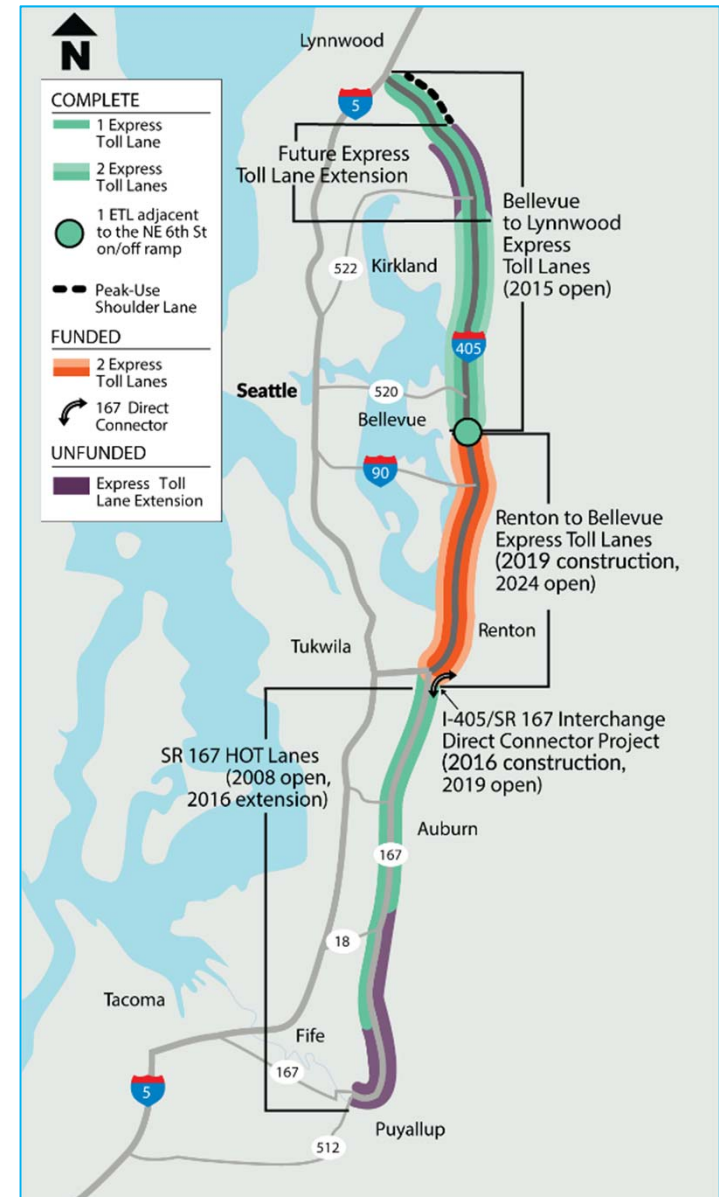 N
COMPLETE
1 Express
Toll Lane
2 Express
Toll Lanes
1 ETL adjacent
to the NE 6th St
on/off ramp
Peak-Use
Shoulder Lane
FUNDED
2 Express
Toll Lanes
167 Direct
Connector
UNFUNDED
Express Toll
Lane Extension
Lynnwood
5
Future Express
Toll Lane Extension
Bellevue
to Lynnwood
Express
Toll Lanes
(2015 open)
522
Kirkland
405
Seattle
520
Bellevue
90
Renton to Bellevue
Express Toll Lanes
(2019 construction,
2024 open)
Renton
Tukwila
I-405/SR 167 Interchange
Direct Connector Project
(2016 construction,
2019 open)
SR 167 HOT Lanes
(2008 open,
2016 extension)
Auburn
167
18
Tacoma
Fife
167
5
Puyallup
512